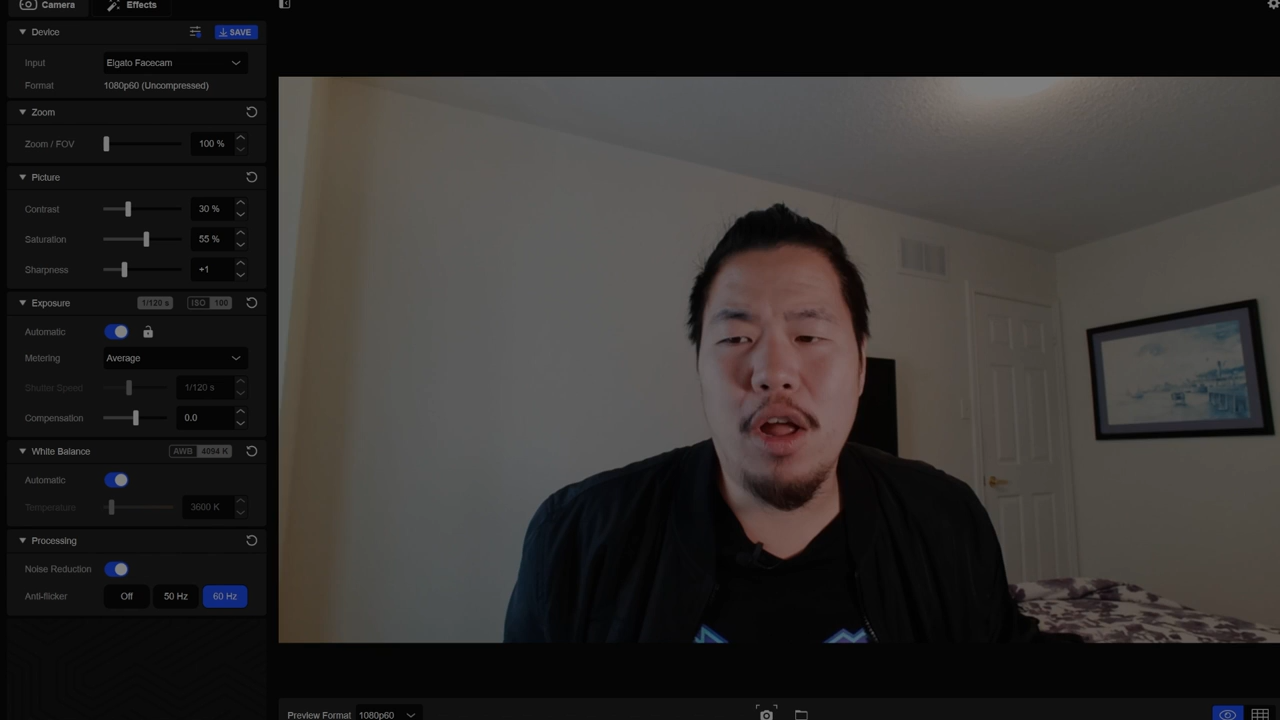 Camera Effects
Device SAVE
Input Elgato Facecam
Format 1080p60 (Uncompressed)
Zoom
Zoom / FOV 100 %
Picture
Contrast 30 %
Saturation 55 %
Sharpness +1
Exposure 1/120 s ISO 100
Automatic
Metering Average
Shutter Speed 1/120 s
Compensation 0.0
White Balance AWB 4094 K
Automatic
Temperature 3600 K
Processing
Noise Reduction
Anti-flicker Off 50 Hz 60 Hz
Preview Format 1080p60